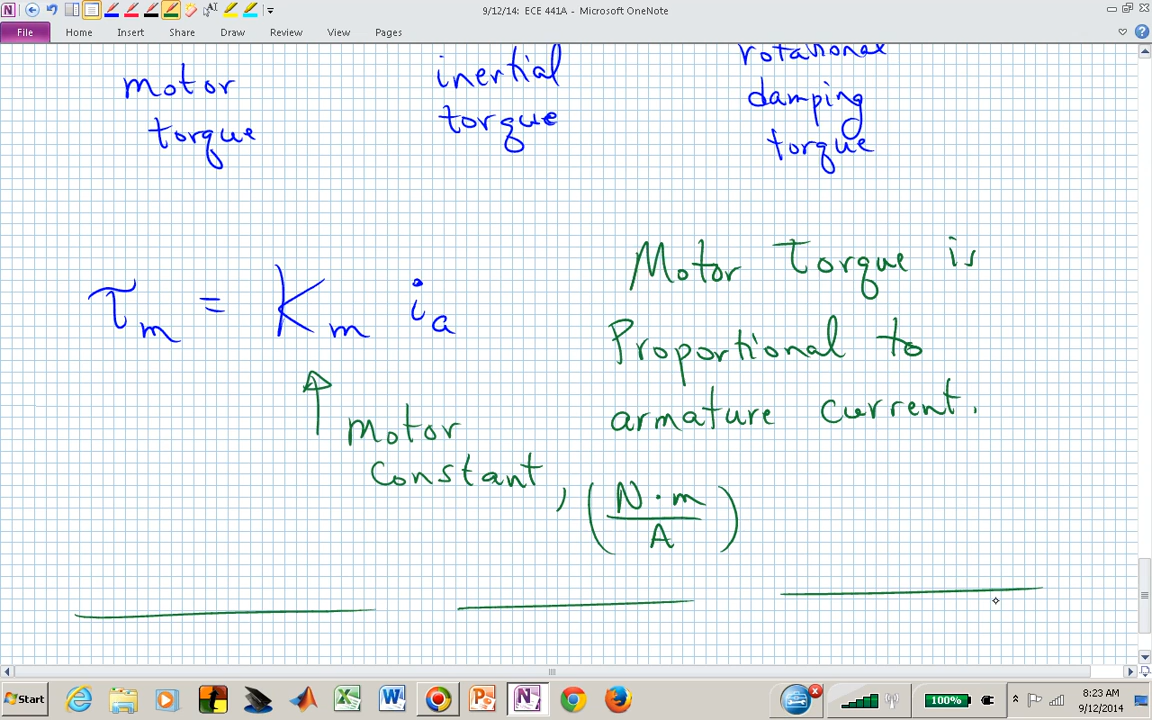 9/12/14: ECE 441A - Microsoft OneNote
File Home Insert Share Draw Review View Pages
motor
torque
inertial
torque
rotational
damping
torque
τm = Km ia
Motor Torque is
Proportional to
armature current.
motor
constant, (N·m/A)
Start
100%
8:23 AM
9/12/2014